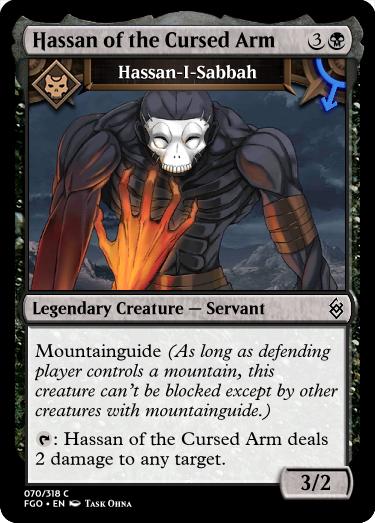 Hassan of the Cursed Arm 3
Hassan-I-Sabbah
Legendary Creature — Servant
Mountainguide (As long as defending
player controls a mountain, this
creature can't be blocked except by other
creatures with mountainguide.)
: Hassan of the Cursed Arm deals
2 damage to any target.
3/2
070/318 C
FGO • EN Task Ohna